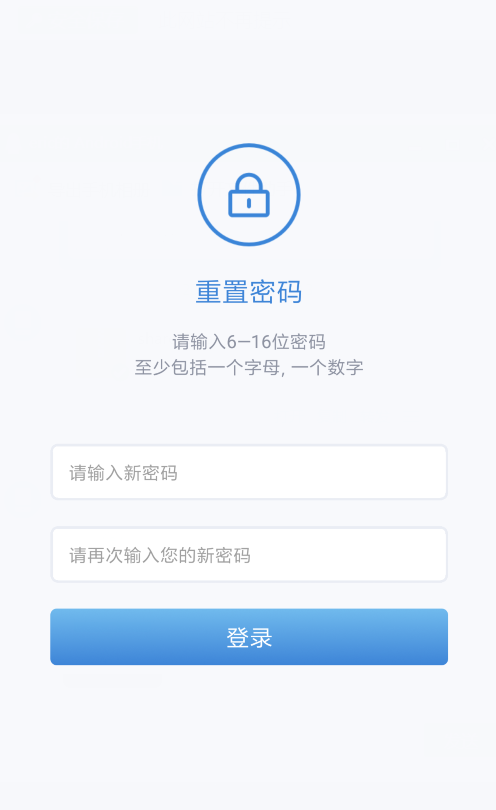 重置密码
请输入6—16位密码
至少包括一个字母, 一个数字
请输入新密码
请再次输入您的新密码
登录